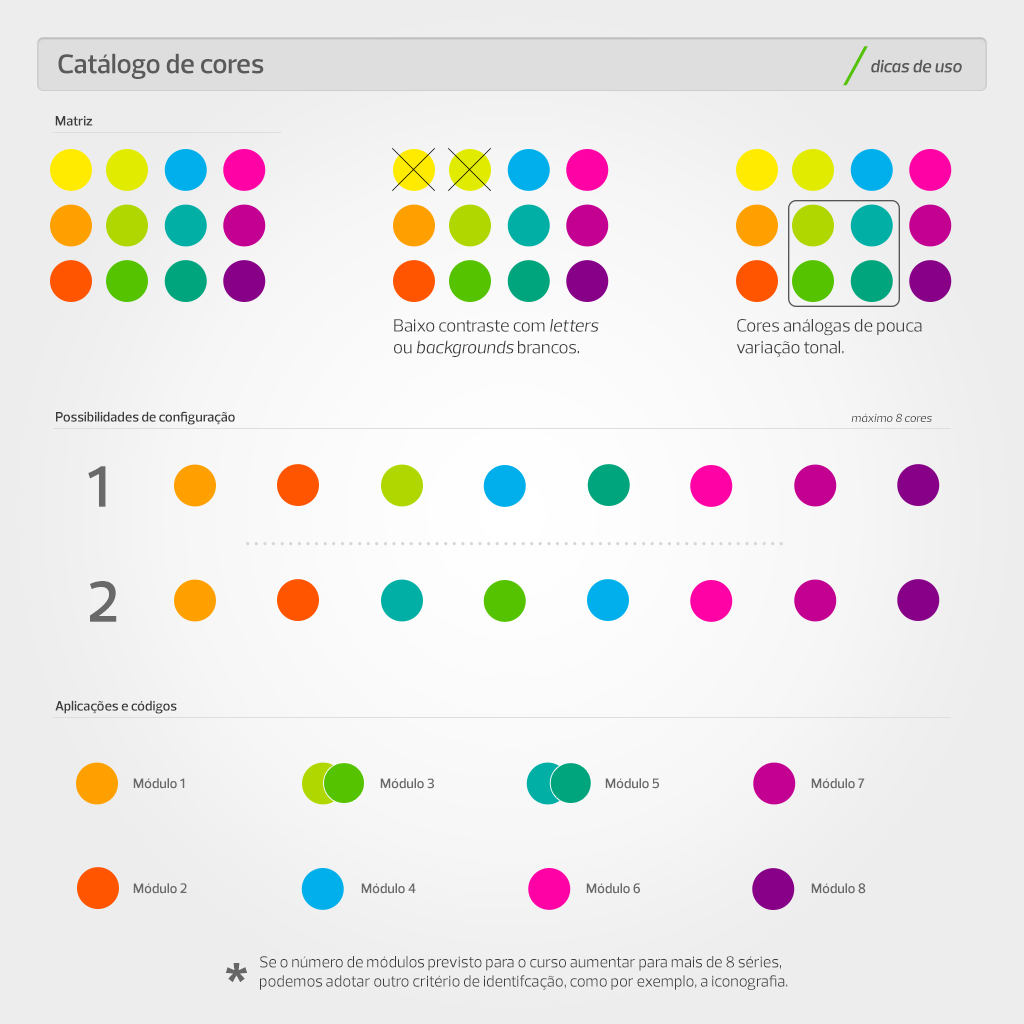 Catálogo de cores
dicas de uso
Matriz
Baixo contraste com letters
ou backgrounds brancos.
Cores análogas de pouca
variação tonal.
Possibilidades de configuração
máximo 8 cores
1
2
Aplicações e códigos
Módulo 1
Módulo 3
Módulo 5
Módulo 7
Módulo 2
Módulo 4
Módulo 6
Módulo 8
* Se o número de módulos previsto para o curso aumentar para mais de 8 séries,
podemos adotar outro critério de identifcação, como por exemplo, a iconografia.